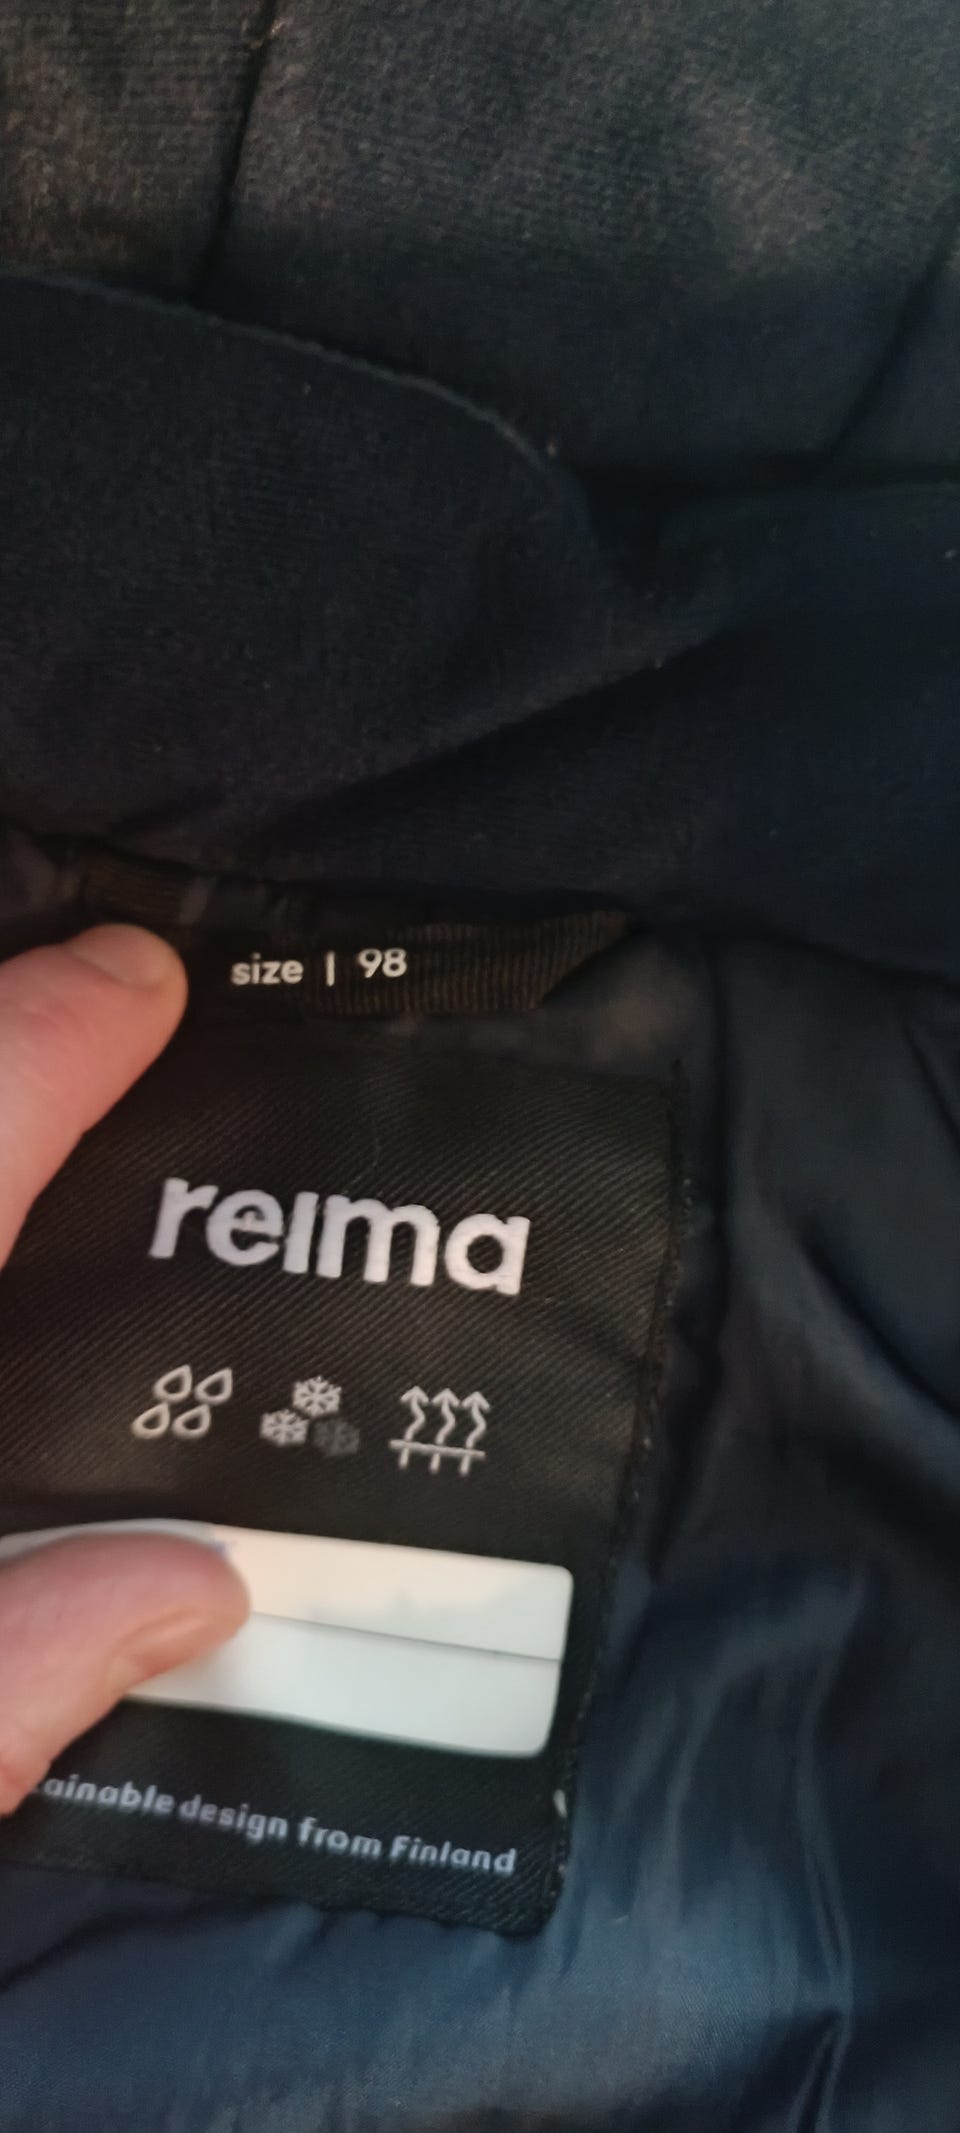 size | 98
reima
ainable design from Finland